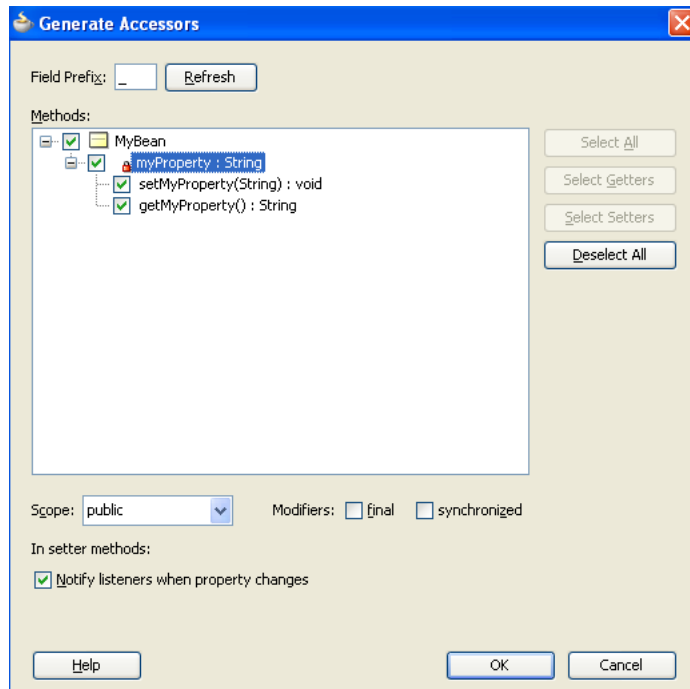 Generate Accessors
Field Prefix: _ Refresh
Methods:
MyBean
myProperty : String
setMyProperty(String) : void
getMyProperty() : String
Select All
Select Getters
Select Setters
Deselect All
Scope: public Modifiers: final synchronized
In setter methods:
Notify listeners when property changes
Help OK Cancel